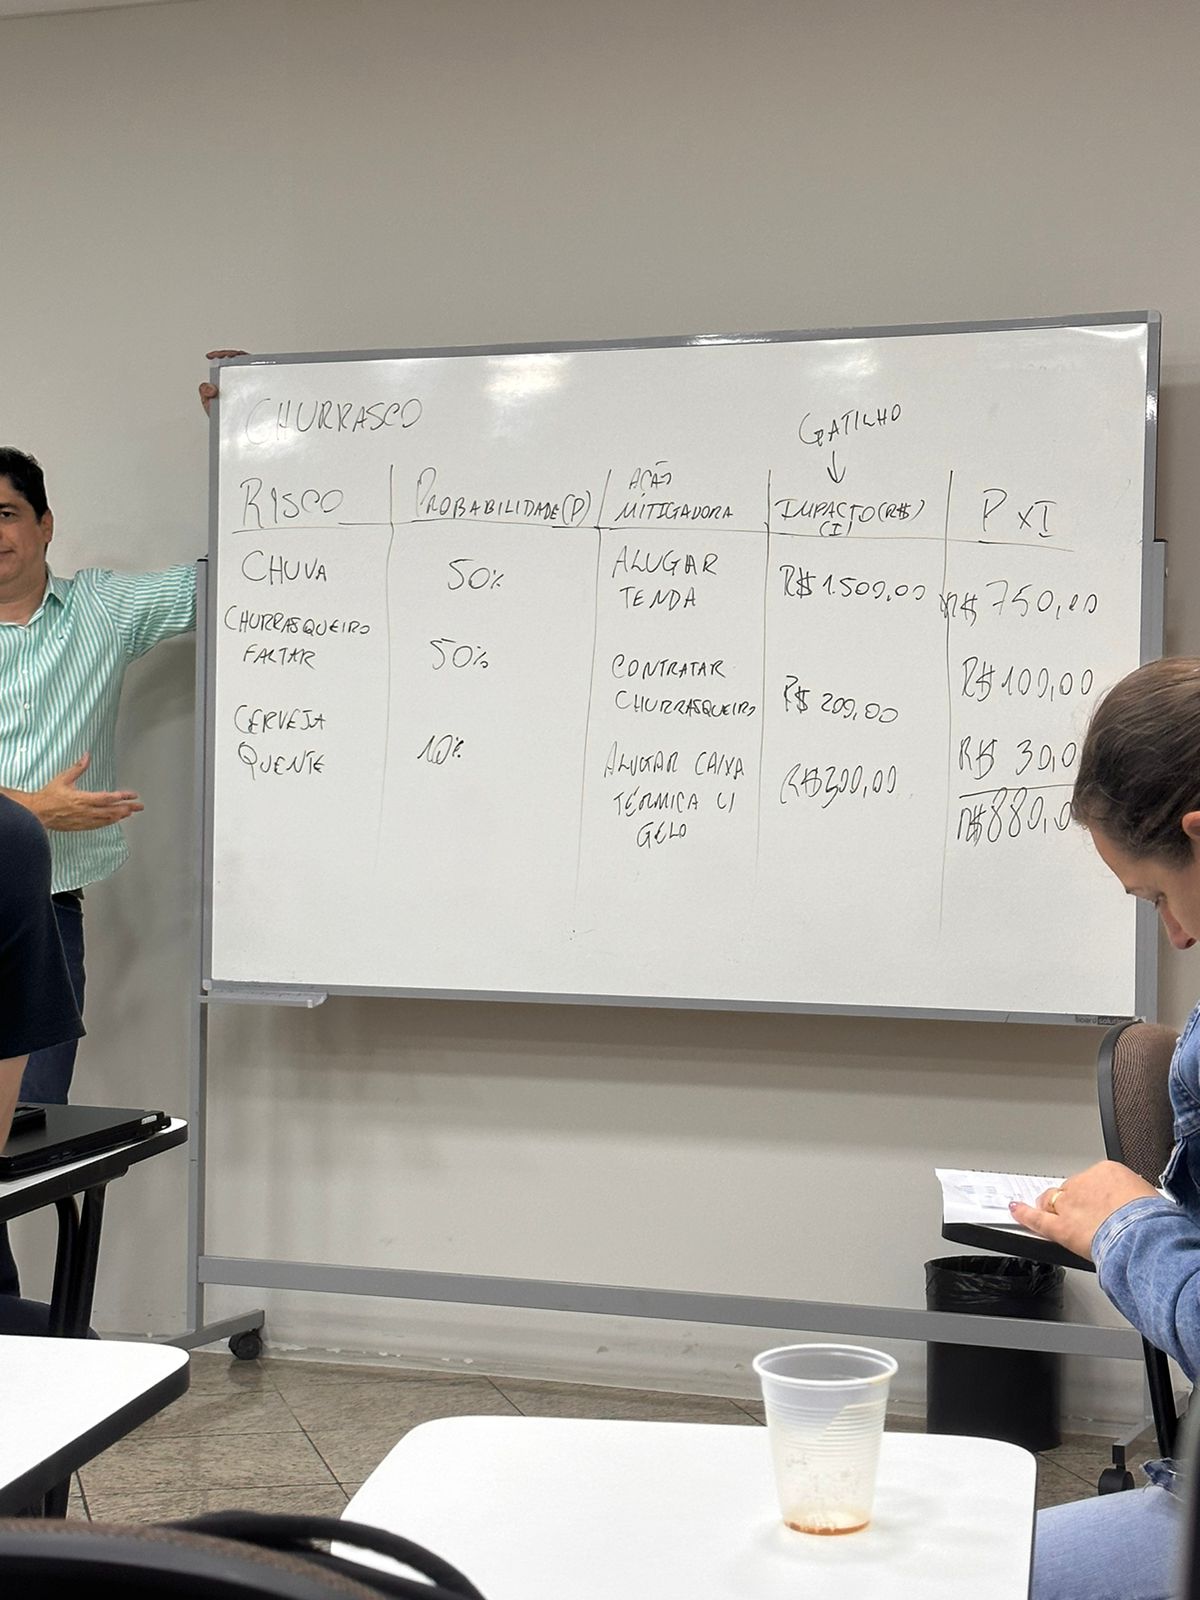 CHURRASCO
GATILHO
RISCO
PROBABILIDADE(P)
AÇÃO
MITIGADORA
IMPACTO(R$)
(I)
P x I
CHUVA
50%
ALUGAR
TENDA
R$ 1.500,00
R$ 750,00
CHURRASQUEIRO
FALTAR
50%
CONTRATAR
CHURRASQUEIRO
R$ 200,00
R$ 100,00
CERVEJA
QUENTE
10%
ALUGAR CAIXA
TÉRMICA C/
GELO
R$300,00
R$ 30,0
R$880,0
board solutions